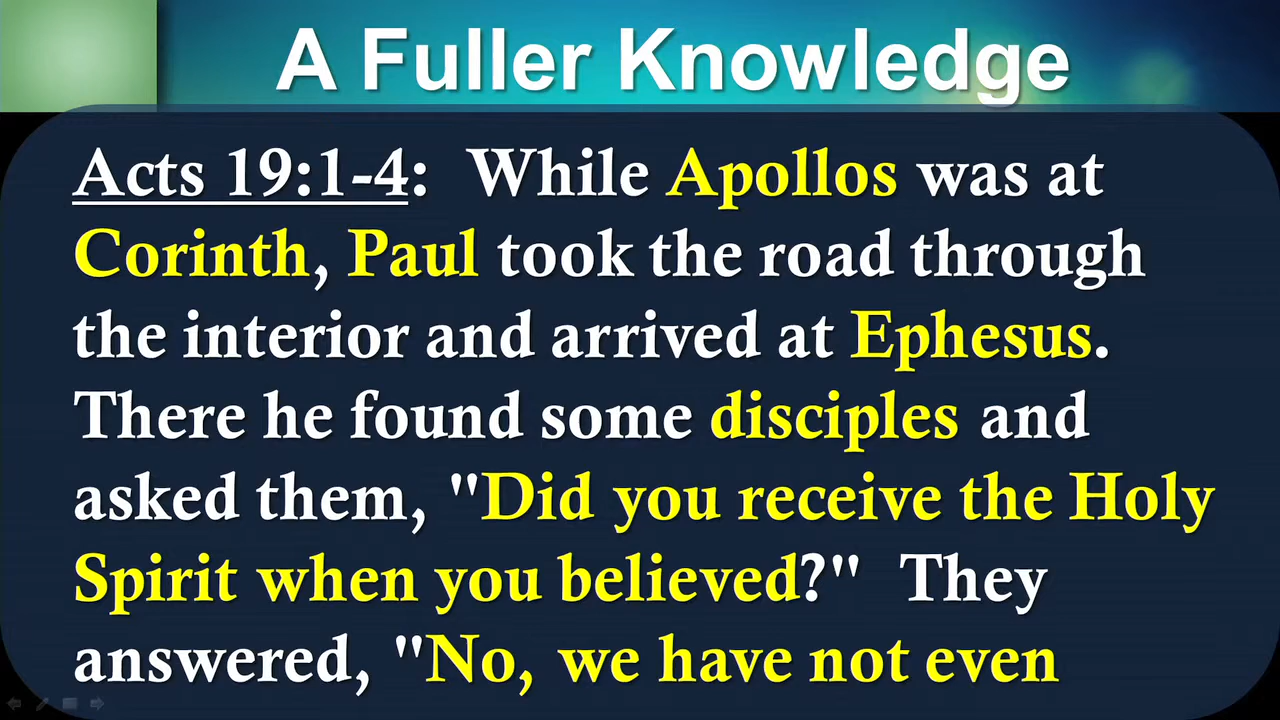 A Fuller Knowledge
Acts 19:1-4:  While Apollos was at
Corinth, Paul took the road through
the interior and arrived at Ephesus.
There he found some disciples and
asked them, "Did you receive the Holy
Spirit when you believed?"  They
answered, "No, we have not even